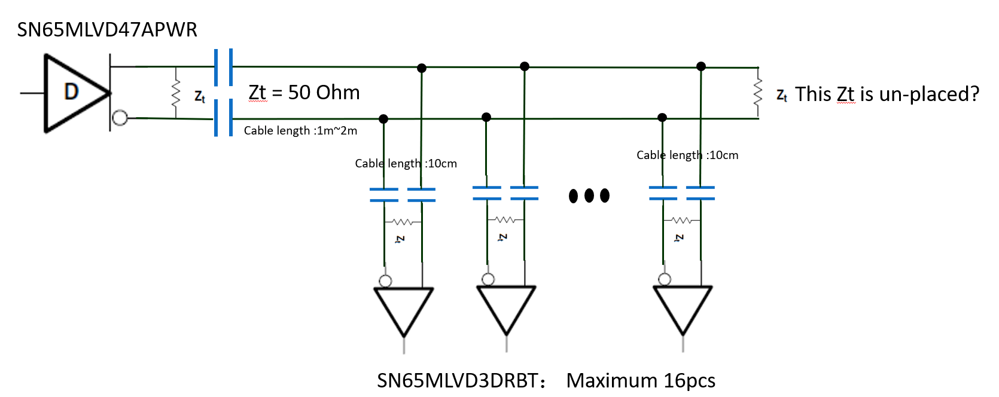 SN65MLVD47APWR
D
Zt
Zt = 50 Ohm
Zt This Zt is un-placed?
Cable length :1m~2m
Cable length :10cm
Cable length :10cm
Zt
Zt
Zt
SN65MLVD3DRBT： Maximum 16pcs